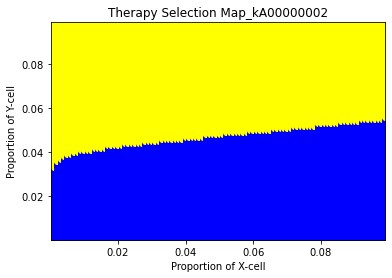 Therapy Selection Map_kA00000002
Proportion of Y-cell
0.08
0.06
0.04
0.02
0.02
0.04
0.06
0.08
Proportion of X-cell